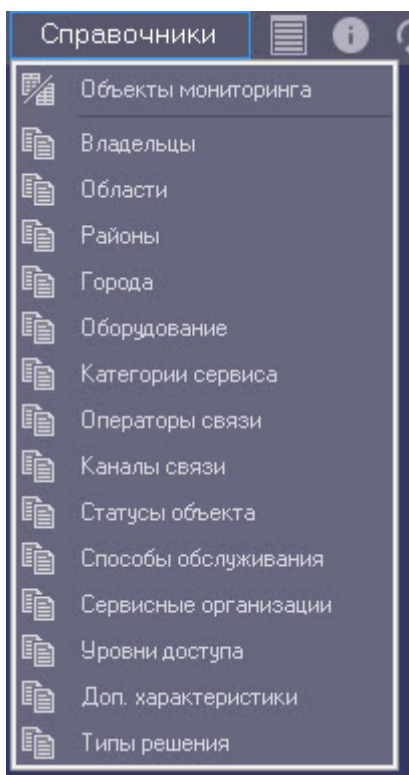 Справочники
Объекты мониторинга
Владельцы
Области
Районы
Города
Оборудование
Категории сервиса
Операторы связи
Каналы связи
Статусы объекта
Способы обслуживания
Сервисные организации
Уровни доступа
Доп. характеристики
Типы решения